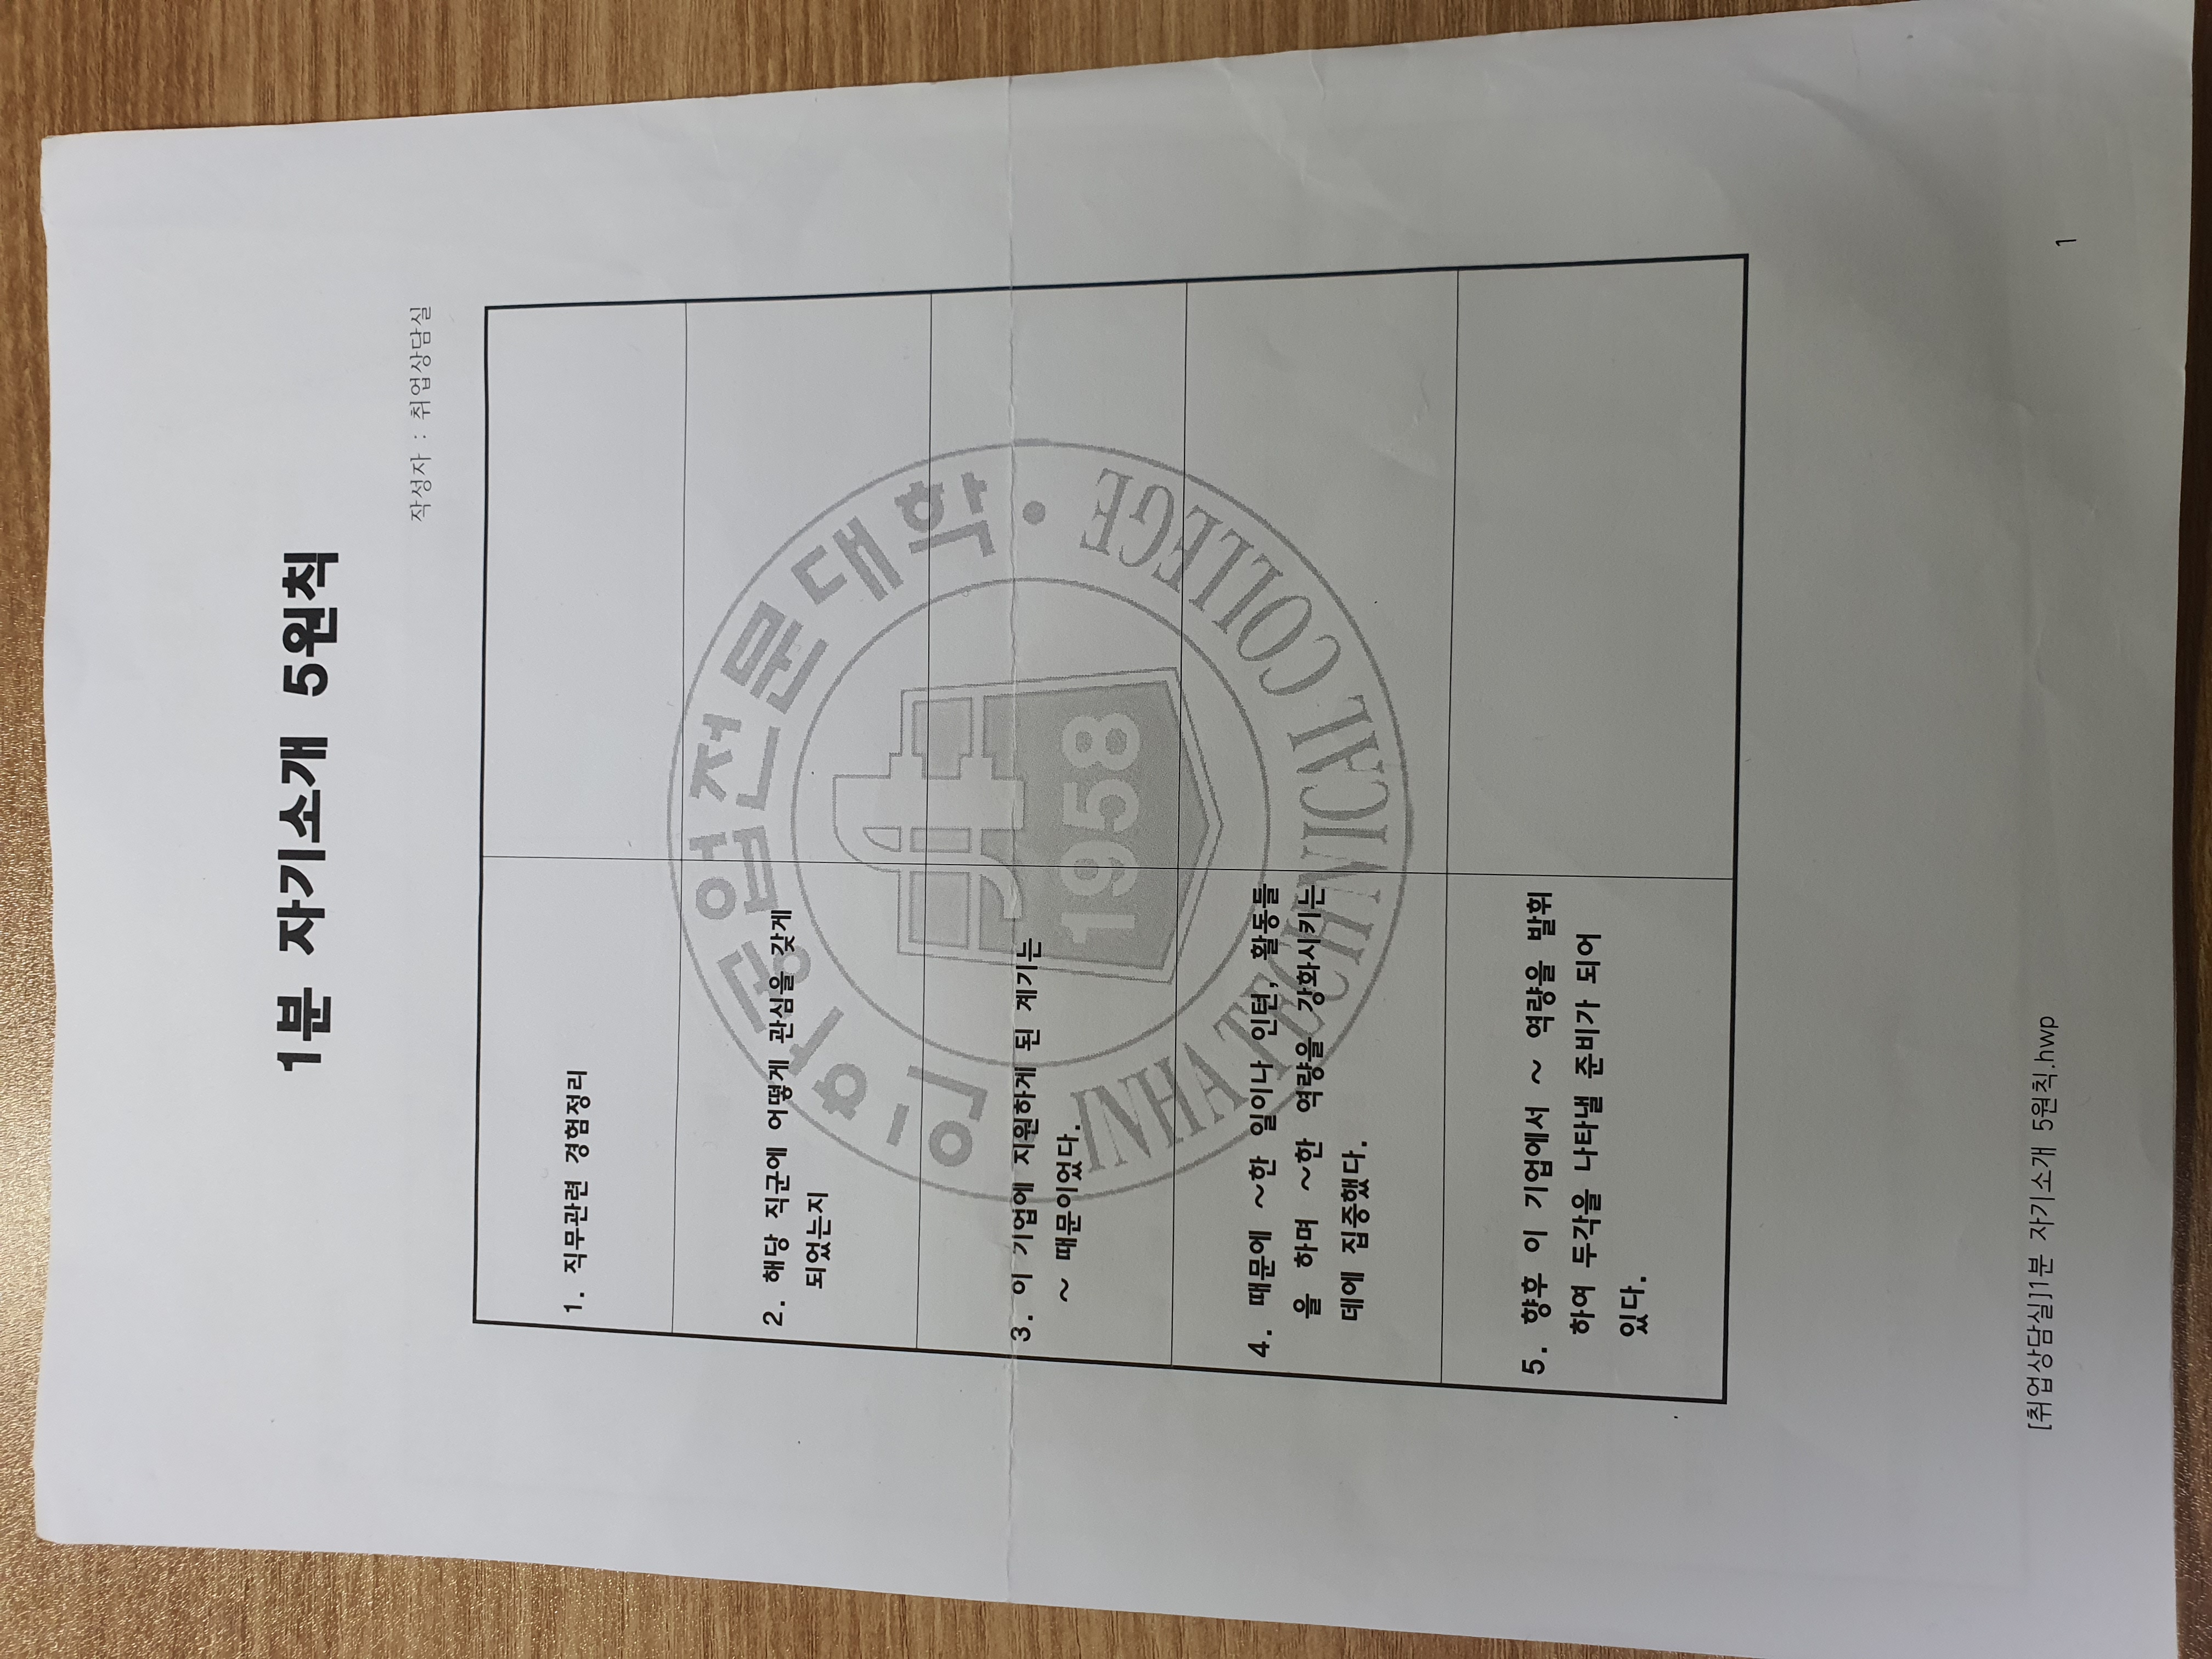 1분 자기소개 5원칙
작성자 : 취업상담실
1. 직무관련 경험정리
2. 해당 직군에 어떻게 관심을 갖게
되었는지
3. 이 기업에 지원하게 된 계기는
~ 때문이었다.
4. 때문에 ~한 일이나 인턴, 활동들
을 하며 ~한 역량을 강화시키는
데에 집중했다.
5. 향후 이 기업에서 ~ 역량을 발휘
하여 두각을 나타낼 준비가 되어
있다.
인하공업전문대학
1958
INHA TECHNICAL COLLEGE
[취업상담실]1분 자기소개 5원칙.hwp
1